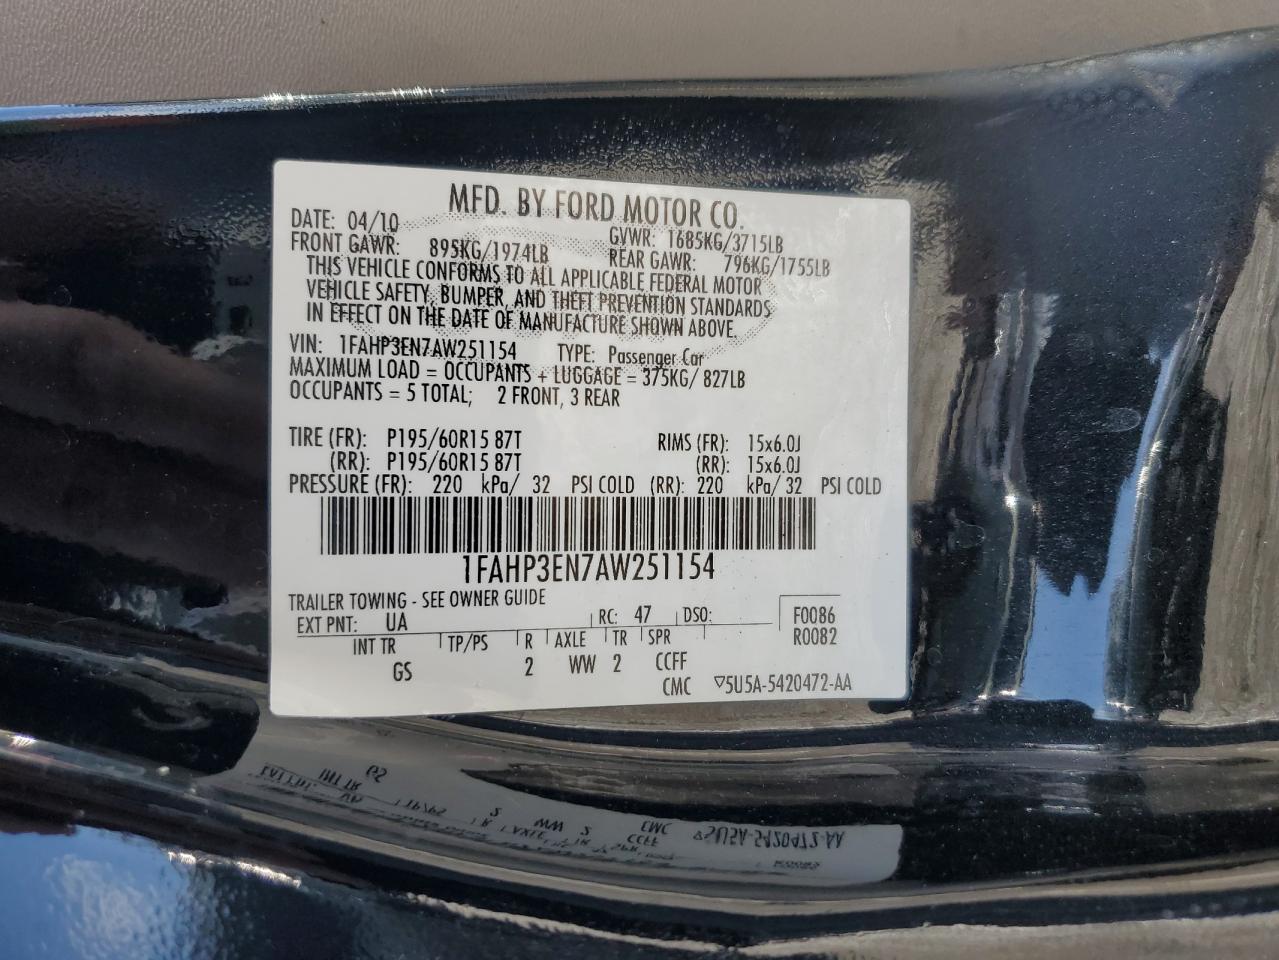 MFD. BY FORD MOTOR CO.
DATE: 04/10 GVWR: 1685KG/3715LB
FRONT GAWR: 895KG/1974LB REAR GAWR: 796KG/1755LB
THIS VEHICLE CONFORMS TO ALL APPLICABLE FEDERAL MOTOR
VEHICLE SAFETY, BUMPER, AND THEFT PREVENTION STANDARDS
IN EFFECT ON THE DATE OF MANUFACTURE SHOWN ABOVE.
VIN: 1FAHP3EN7AW251154 TYPE: Passenger Car
MAXIMUM LOAD = OCCUPANTS + LUGGAGE = 375KG/ 827LB
OCCUPANTS = 5 TOTAL; 2 FRONT, 3 REAR
TIRE (FR): P195/60R15 87T RIMS (FR): 15x6.0J
(RR): P195/60R15 87T (RR): 15x6.0J
PRESSURE (FR): 220 kPa/ 32 PSI COLD (RR): 220 kPa/ 32 PSI COLD
1FAHP3EN7AW251154
TRAILER TOWING - SEE OWNER GUIDE
EXT PNT: UA RC: 47 DSO: F0086
INT TR TP/PS R AXLE TR SPR R0082
GS 2 WW 2 CCFF
CMC ▽5U5A-5420472-AA